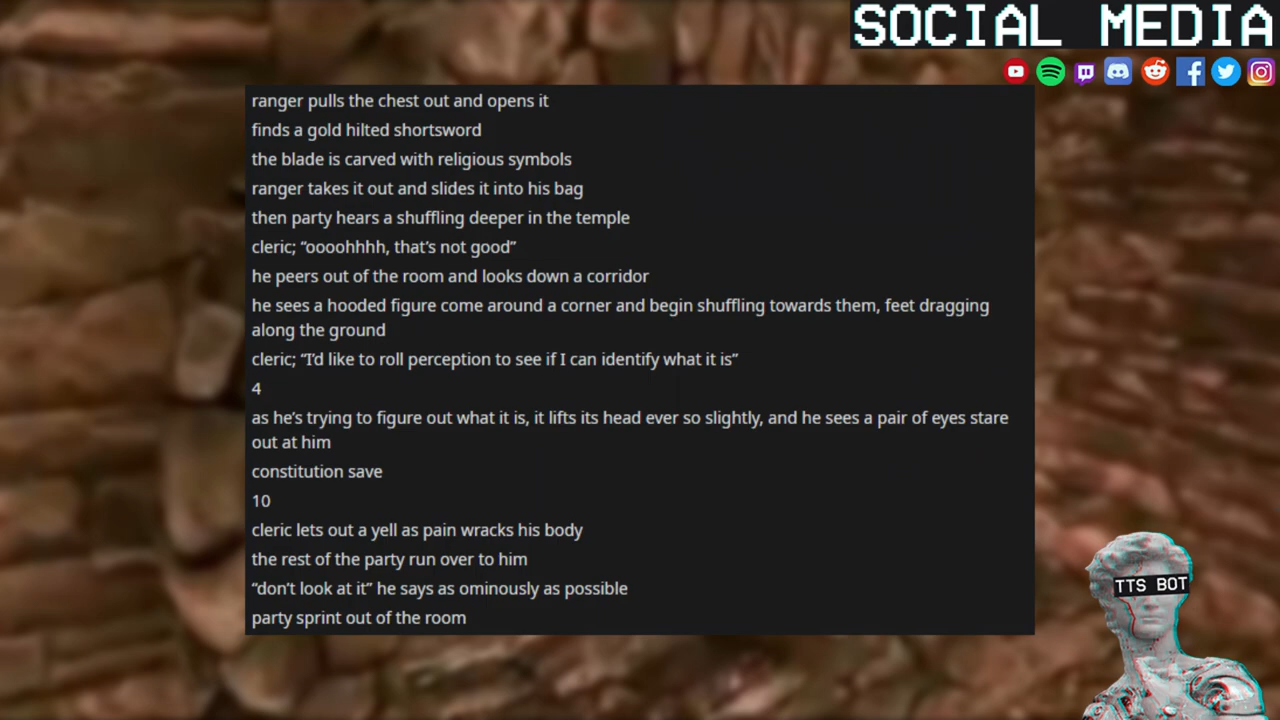 SOCIAL MEDIA
ranger pulls the chest out and opens it
finds a gold hilted shortsword
the blade is carved with religious symbols
ranger takes it out and slides it into his bag
then party hears a shuffling deeper in the temple
cleric; “oooohhhh, that’s not good”
he peers out of the room and looks down a corridor
he sees a hooded figure come around a corner and begin shuffling towards them, feet dragging
along the ground
cleric; “I’d like to roll perception to see if I can identify what it is”
4
as he’s trying to figure out what it is, it lifts its head ever so slightly, and he sees a pair of eyes stare
out at him
constitution save
10
cleric lets out a yell as pain wracks his body
the rest of the party run over to him
“don’t look at it” he says as ominously as possible
party sprint out of the room
TTS BOT